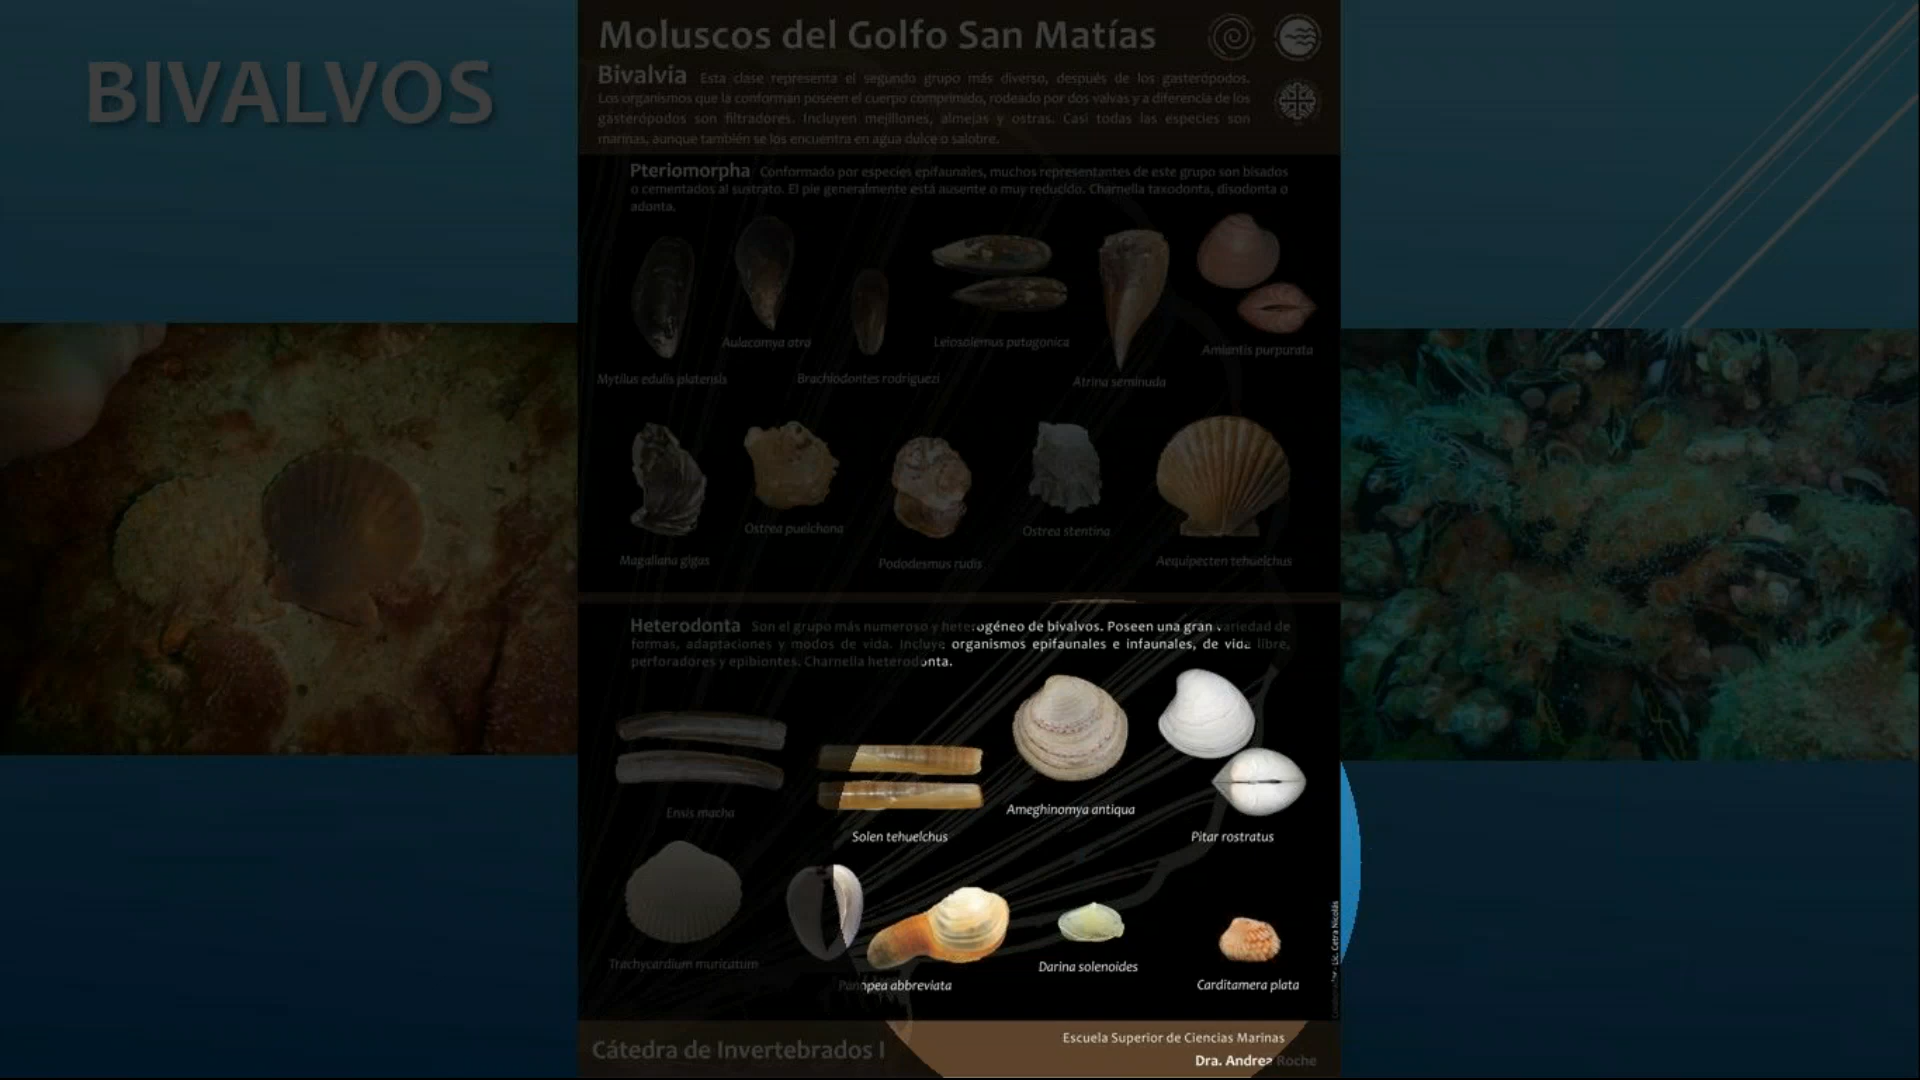 BIVALVOS
Moluscos del Golfo San Matías
Bivalvia Esta clase representa el segundo grupo más diverso, después de los gasterópodos.
Los organismos que la conforman poseen el cuerpo comprimido, rodeado por dos valvas y a diferencia de los
gasterópodos son filtradores. Incluyen mejillones, almejas y ostras. Casi todas las especies son
marinas, aunque también se los encuentra en agua dulce o salobre.
Pteriomorpha Conformado por especies epifaunales, muchos representantes de este grupo son bisados
o cementados al sustrato. El pie generalmente está ausente o muy reducido. Charnella taxodonta, disodonta o
adonta.
Aulacomya atra
Leiosolemus patagonica
Amiantis purpurata
Mytilus edulis platensis
Brachiodontes rodriguezi
Atrina seminuda
Ostrea puelchana
Ostrea stentina
Magallana gigas
Pododesmus rudis
Aequipecten tehuelchus
Heterodonta Son el grupo más numeroso y heterogéneo de bivalvos. Poseen una gran variedad de
formas, adaptaciones y modos de vida. Incluye organismos epifaunales e infaunales, de vida libre,
perforadores y epibiontes. Charnella heterodonta.
Ensis macha
Ameghinomya antiqua
Solen tehuelchus
Pitar rostratus
Trachycardium muricatum
Darina solenoides
Panopea abbreviata
Carditamera plata
Lic. Cetra Nicolás
Cátedra de Invertebrados I
Escuela Superior de Ciencias Marinas
Dra. Andrea Roche